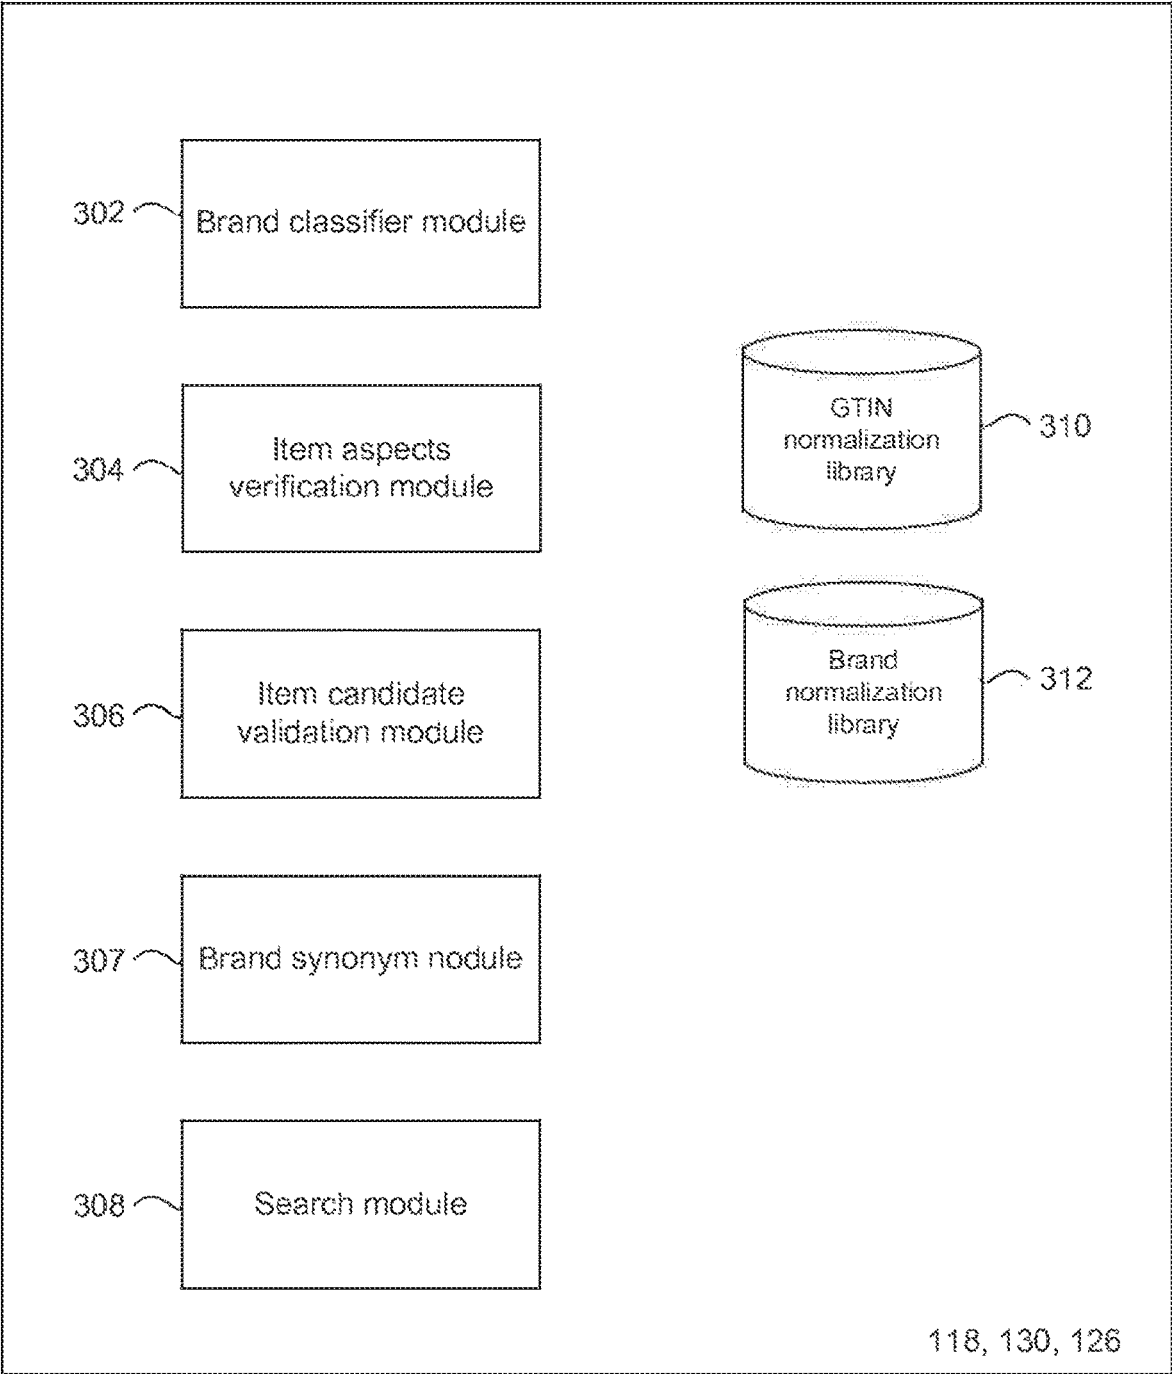 302
Brand classifier module
304
Item aspects
verification module
306
Item candidate
validation module
307
Brand synonym nodule
308
Search module
GTIN
normalization
library
310
Brand
normalization
library
312
118, 130, 126